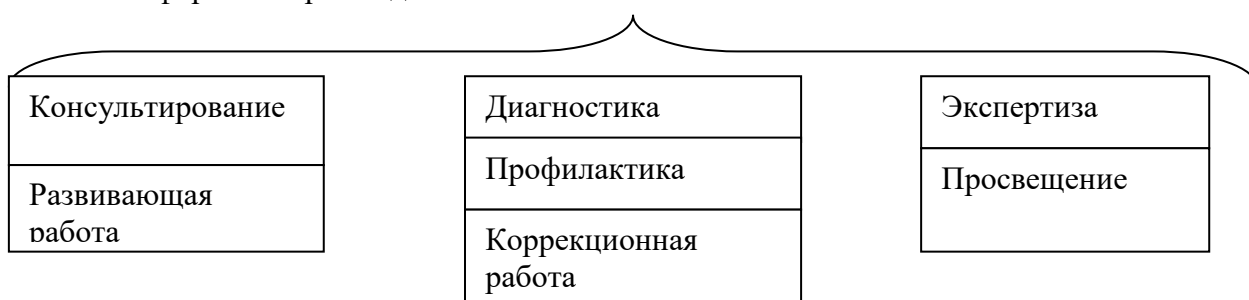 Консультирование
Развивающая
работа
Диагностика
Профилактика
Коррекционная
работа
Экспертиза
Просвещение